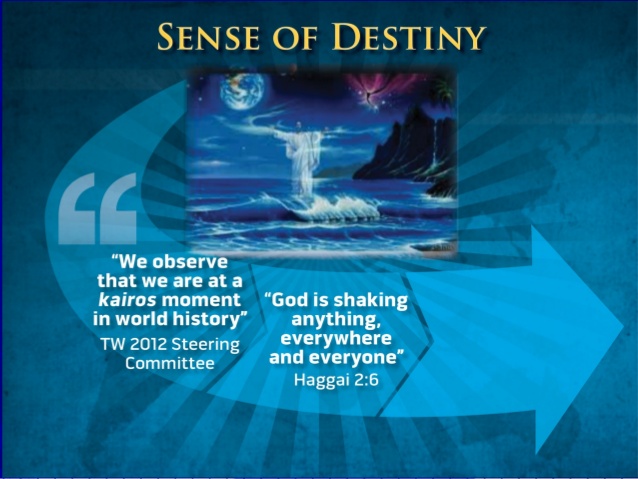 SENSE OF DESTINY
“We observe
that we are at a
kairos moment
in world history”
TW 2012 Steering
Committee
“God is shaking
anything,
everywhere
and everyone”
Haggai 2:6